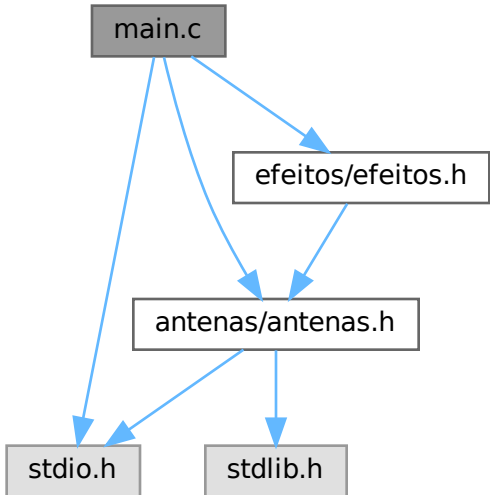 main.c
efeitos/efeitos.h
antenas/antenas.h
stdio.h
stdlib.h